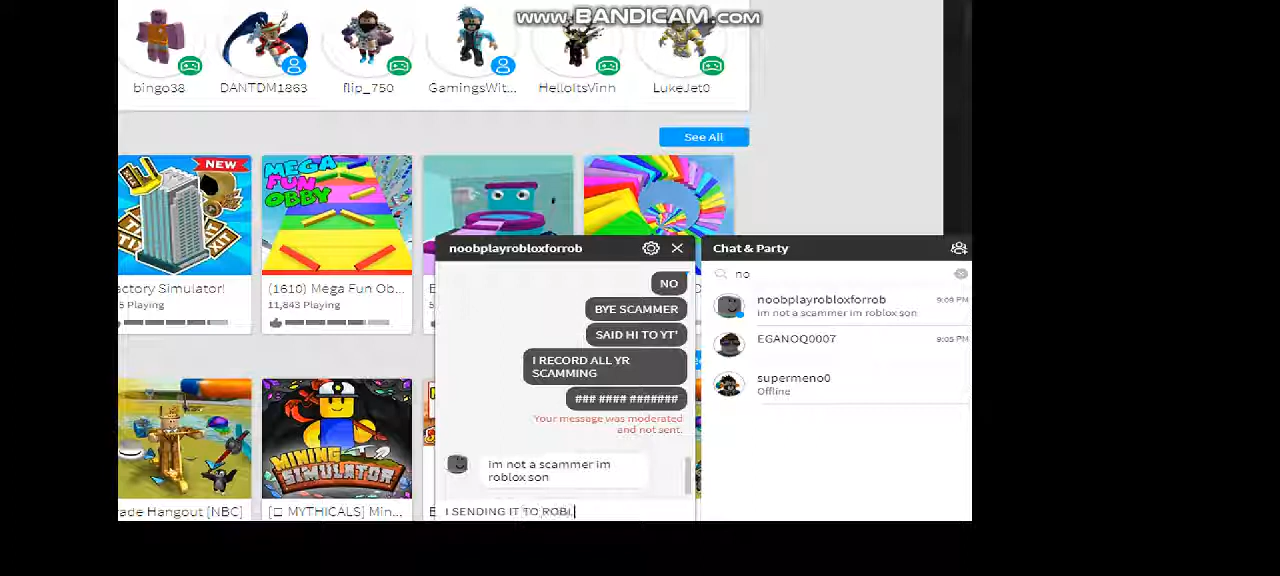 www.BANDICAM.com
bingo38
DANTDM1863
flip_750
GamingsWit...
HelloItsVinn
LukeJet0
See All
NEW
MEGA
FUN
OBBY
actory Simulator!
5 Playing
(1610) Mega Fun Ob...
11,843 Playing
noobplayrobloxforrob
NO
BYE SCAMMER
SAID HI TO YT'
I RECORD ALL YR
SCAMMING
### #### #######
Your message was moderated
and not sent.
im not a scammer im
roblox son
I SENDING IT TO ROBL
Chat & Party
no
noobplayrobloxforrob
9:09 PM
im not a scammer im roblox son
EGANOQ0007
9:05 PM
supermeno0
Offline
MINING
SIMULATOR
rade Hangout [NBC]
[□ MYTHICALS] Min...